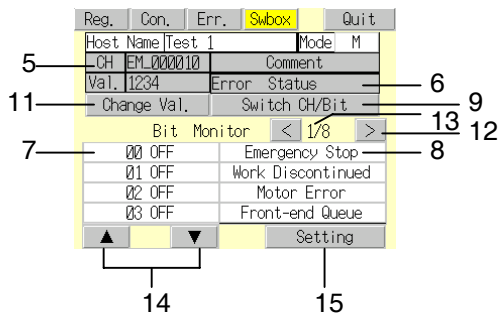 Reg. Con. Err. Swbox Quit
Host Name Test 1 Mode M
5 CH EM_000010 Comment
Val. 1234 Error Status 6
11 Change Val. Switch CH/Bit 9
Bit Monitor < 1/8 > 13 12
7 00 OFF Emergency Stop 8
01 OFF Work Discontinued
02 OFF Motor Error
03 OFF Front-end Queue
▲ ▼ Setting
14 15